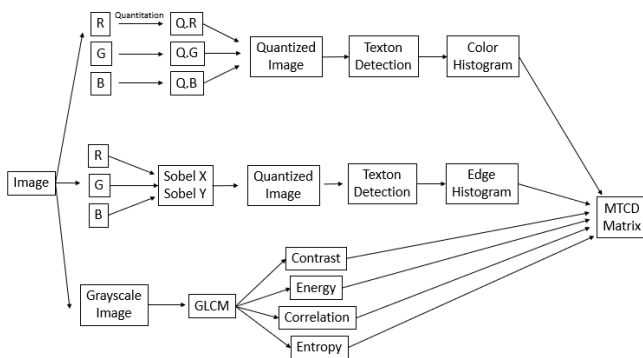 R
Quantitation
Q.R
G
Q.G
B
Q.B
Quantized
Image
Texton
Detection
Color
Histogram
Image
R
G
B
Sobel X
Sobel Y
Quantized
Image
Texton
Detection
Edge
Histogram
MTCD
Matrix
Grayscale
Image
GLCM
Contrast
Energy
Correlation
Entropy